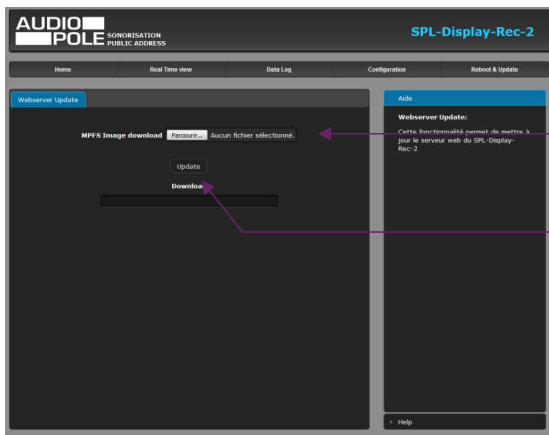 AUDIO
POLE SONORISATION
PUBLIC ADDRESS
SPL-Display-Rec-2
Home
Real Time view
Data Log
Configuration
Reboot & Update
Webserver Update
MPFS Image download
Parcourir... Aucun fichier sélectionné.
Update
Download
Aide
Webserver Update:
Cette fonctionnalité permet de mettre à
jour le serveur web du SPL-Display-
Rec-2
Help